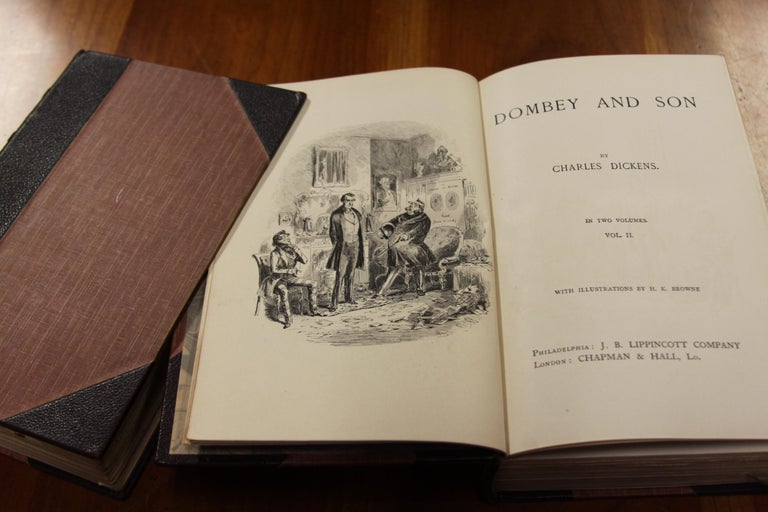 DOMBEY AND SON
BY
CHARLES DICKENS.
IN TWO VOLUMES.
VOL. II.
WITH ILLUSTRATIONS BY H. K. BROWNE
PHILADELPHIA: J. B. LIPPINCOTT COMPANY
LONDON: CHAPMAN & HALL, LD.